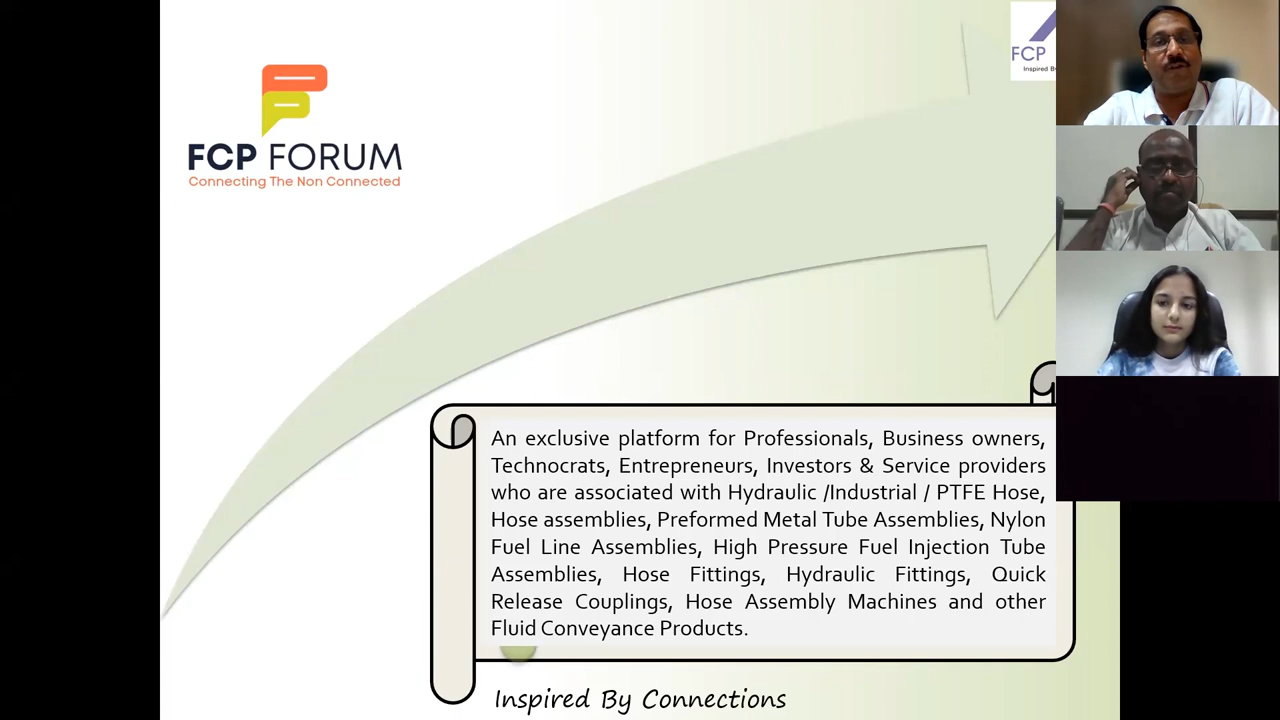 FCP FORUM
Connecting The Non Connected
FCP
Inspired By
An exclusive platform for Professionals, Business owners,
Technocrats, Entrepreneurs, Investors & Service providers
who are associated with Hydraulic /Industrial / PTFE Hose,
Hose assemblies, Preformed Metal Tube Assemblies, Nylon
Fuel Line Assemblies, High Pressure Fuel Injection Tube
Assemblies, Hose Fittings, Hydraulic Fittings, Quick
Release Couplings, Hose Assembly Machines and other
Fluid Conveyance Products.
Inspired By Connections